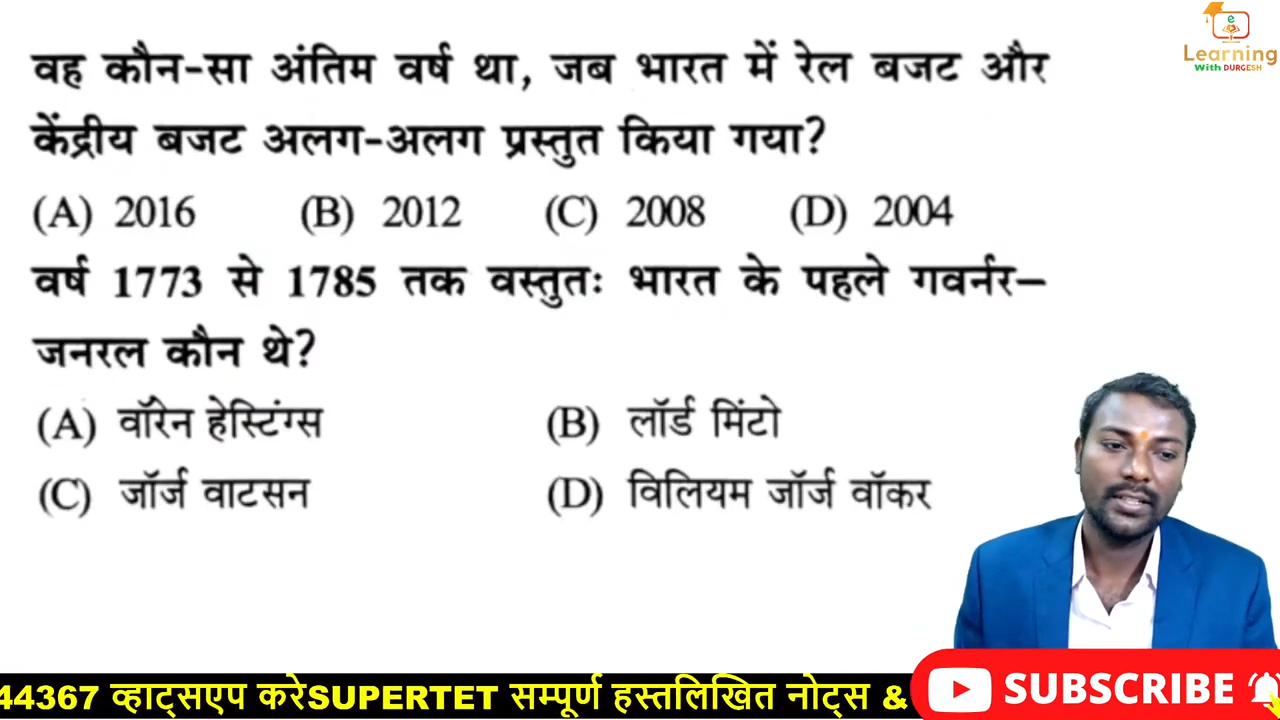 e
Learning
With DURGESH
वह कौन-सा अंतिम वर्ष था, जब भारत में रेल बजट और
केंद्रीय बजट अलग-अलग प्रस्तुत किया गया?
(A) 2016 (B) 2012 (C) 2008 (D) 2004
वर्ष 1773 से 1785 तक वस्तुतः भारत के पहले गवर्नर–
जनरल कौन थे?
(A) वॉरेन हेस्टिंग्स (B) लॉर्ड मिंटो
(C) जॉर्ज वाटसन (D) विलियम जॉर्ज वॉकर
44367 व्हाट्सएप करेSUPERTET सम्पूर्ण हस्तलिखित नोट्स &
SUBSCRIBE